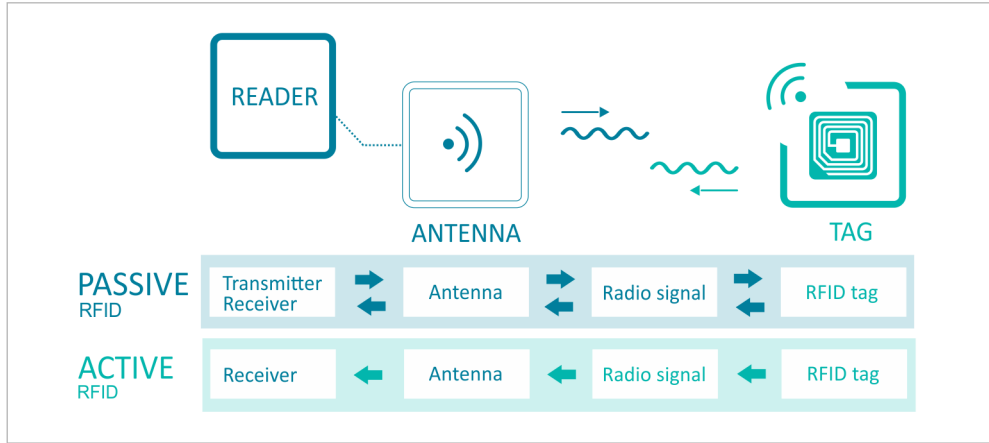 READER
ANTENNA
TAG
PASSIVE
RFID
Transmitter
Receiver
Antenna
Radio signal
RFID tag
ACTIVE
RFID
Receiver
Antenna
Radio signal
RFID tag